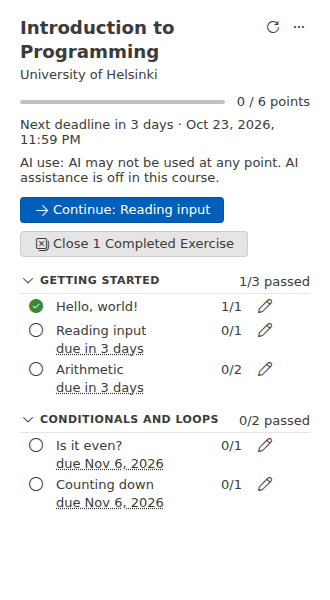 Introduction to
Programming
University of Helsinki
0 / 6 points
Next deadline in 3 days · Oct 23, 2026,
11:59 PM
AI use: AI may not be used at any point. AI
assistance is off in this course.
Continue: Reading input
Close 1 Completed Exercise
GETTING STARTED 1/3 passed
Hello, world! 1/1
Reading input 0/1
due in 3 days
Arithmetic 0/2
due in 3 days
CONDITIONALS AND LOOPS 0/2 passed
Is it even? 0/1
due Nov 6, 2026
Counting down 0/1
due Nov 6, 2026